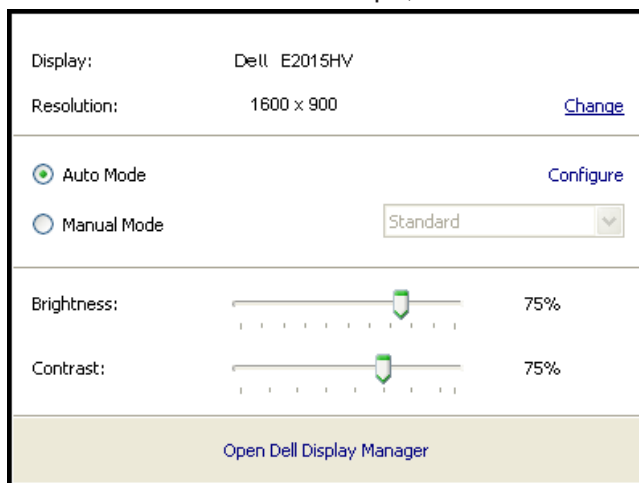 Display: Dell E2015HV
Resolution: 1600 x 900 Change
Auto Mode Configure
Manual Mode Standard
Brightness: 75%
Contrast: 75%
Open Dell Display Manager